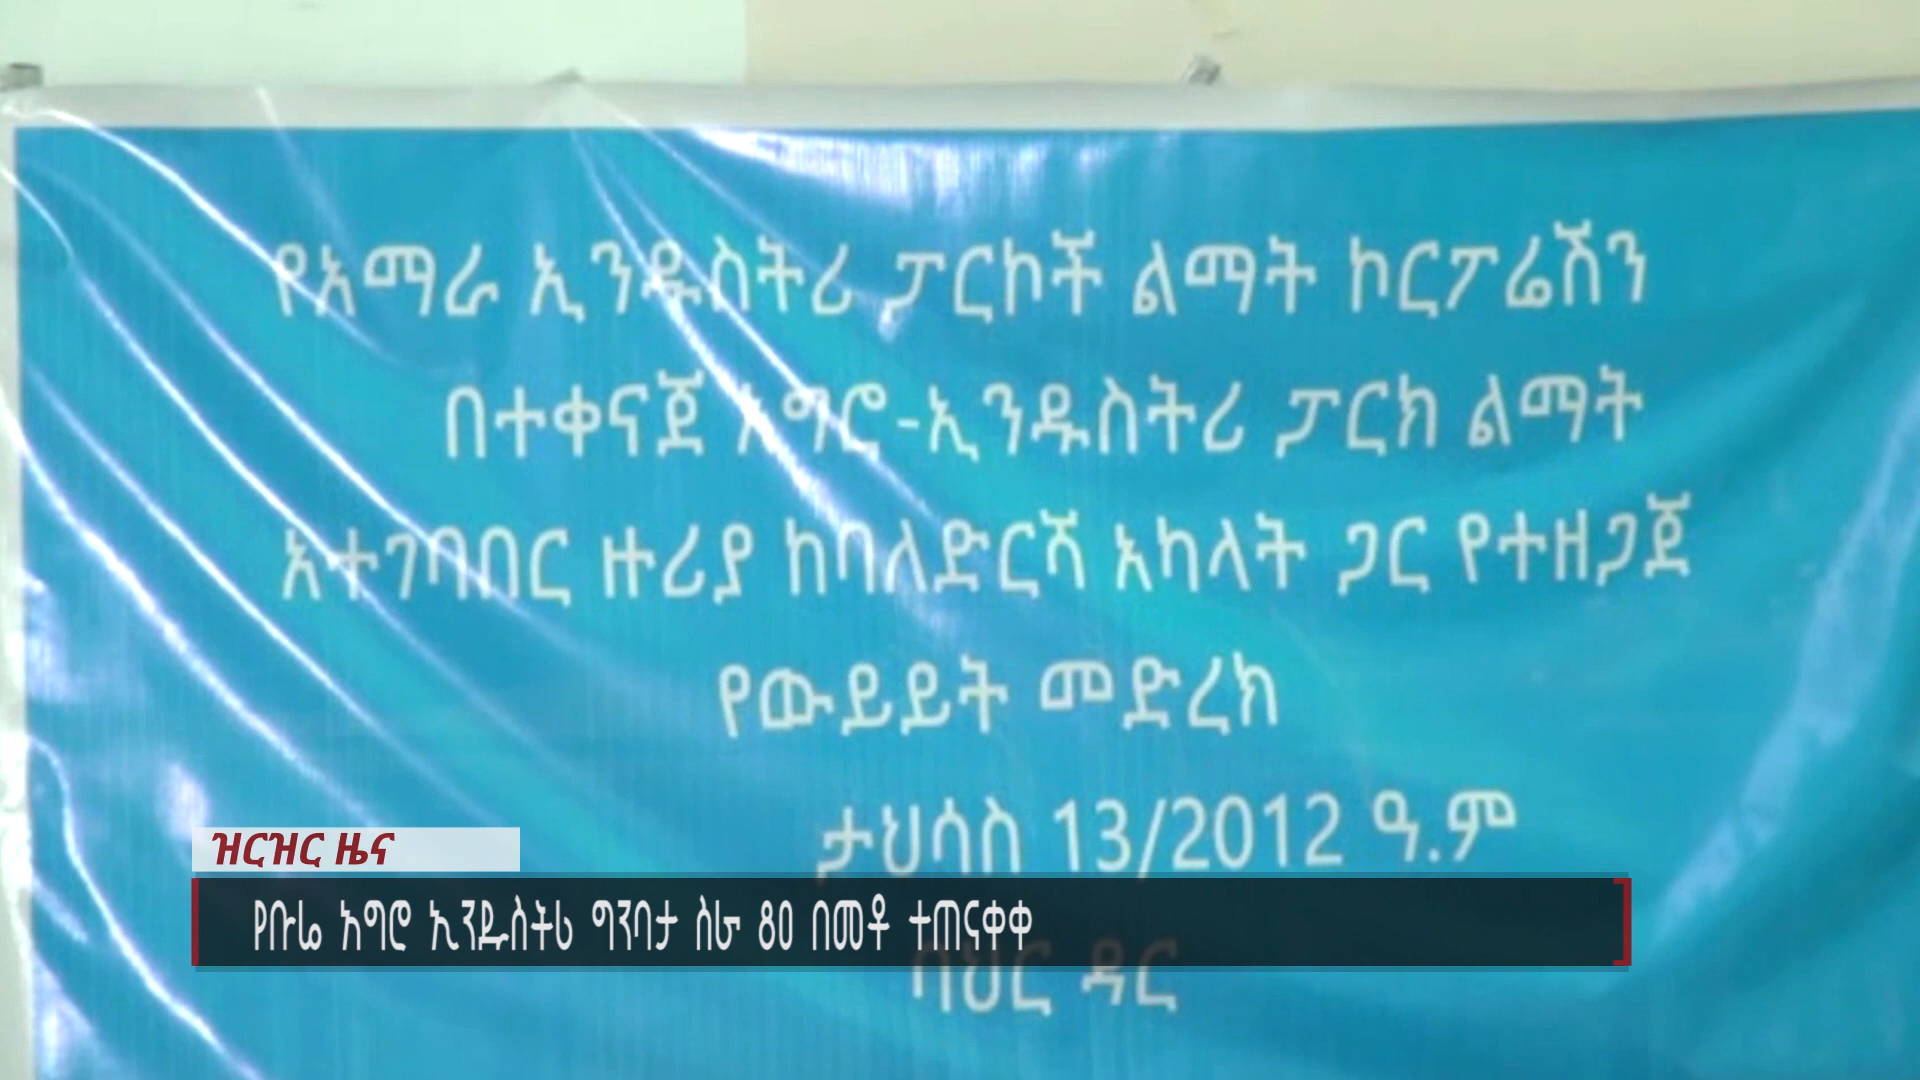 የአማራ ኢንዱስትሪ ፓርኮች ልማት ኮርፖሬሽን
በተቀናጀ አግሮ-ኢንዱስትሪ ፓርክ ልማት
አተገባበር ዙሪያ ከባለድርሻ አካላት ጋር የተዘጋጀ
የውይይት መድረክ
ታህሳስ 13/2012 ዓ.ም
ዝርዝር ዜና
የቡሬ አግሮ ኢንዱስትሪ ግንባታ ስራ 80 በመቶ ተጠናቀቀ
ባህር ዳር